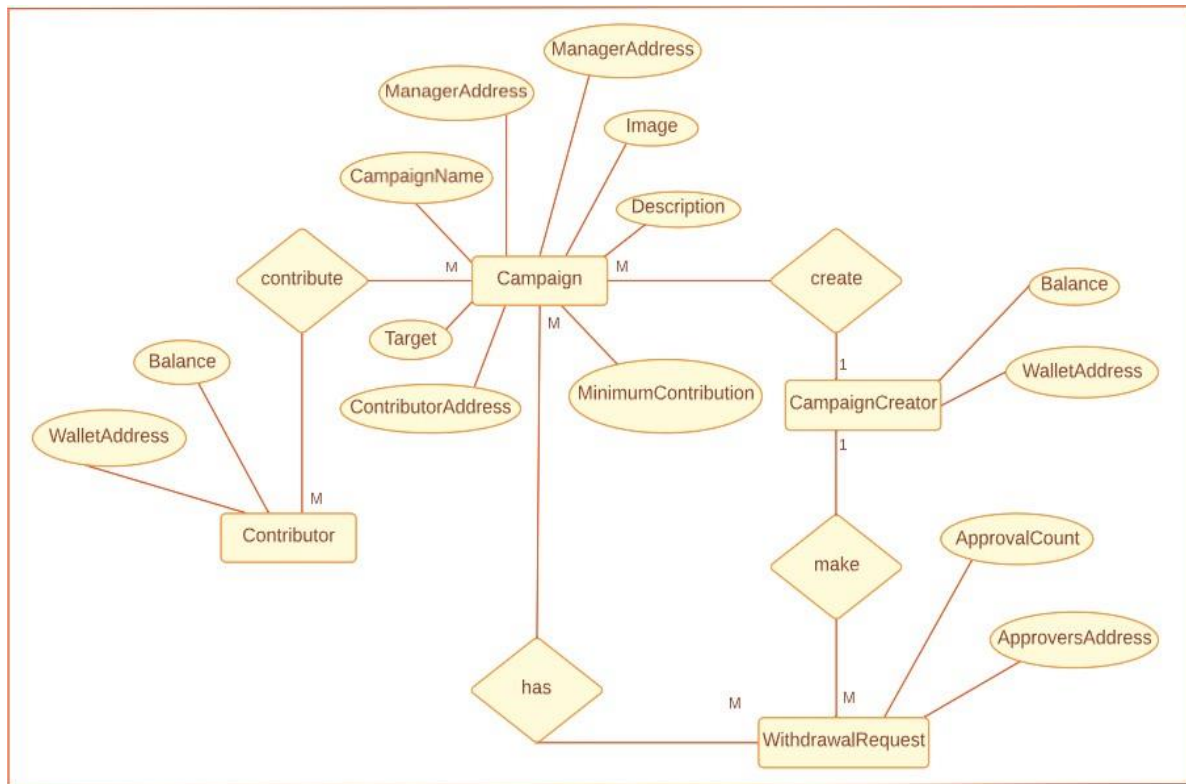 ManagerAddress
ManagerAddress
Image
CampaignName
Description
contribute
M
Campaign
M
create
Balance
Target
M
Balance
1
WalletAddress
MinimumContribution
ContributorAddress
CampaignCreator
WalletAddress
1
M
Contributor
ApprovalCount
make
ApproversAddress
has
M
M
WithdrawalRequest